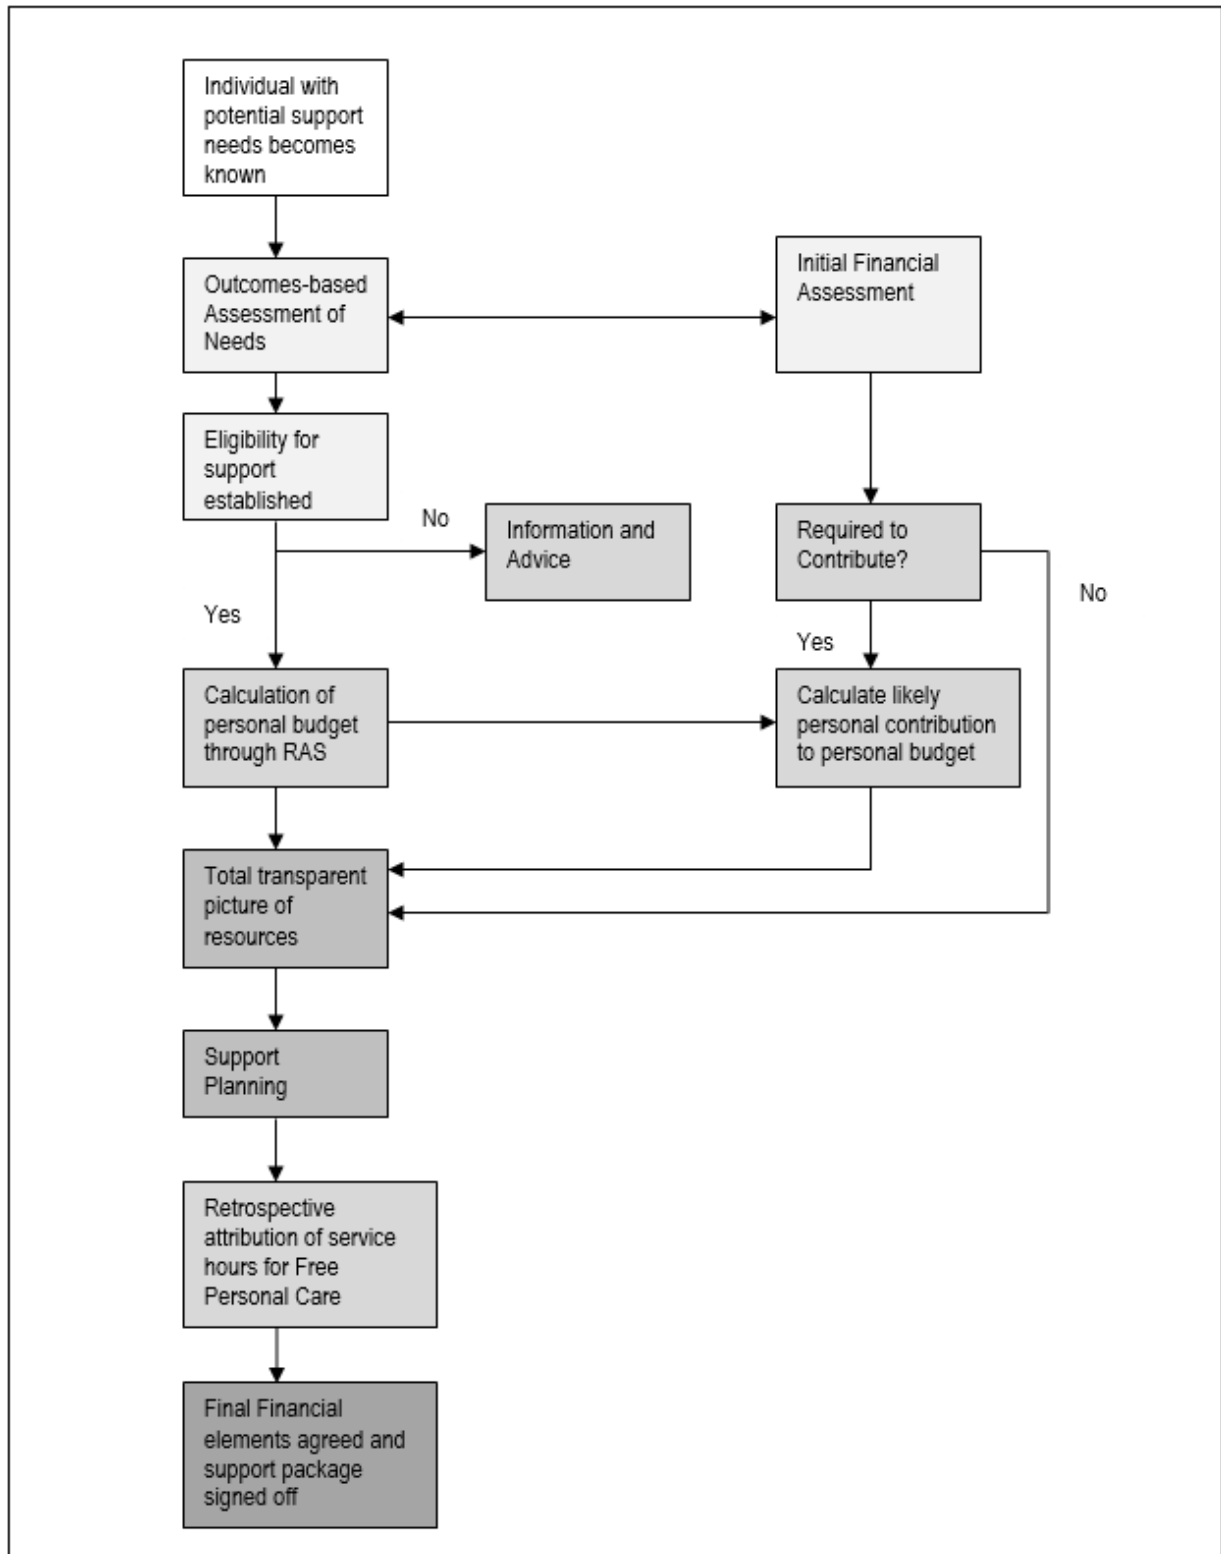 Individual with
potential support
needs becomes
known
Outcomes-based
Assessment of
Needs
Initial Financial
Assessment
Eligibility for
support
established
No
Information and
Advice
Required to
Contribute?
No
Yes
Yes
Calculation of
personal budget
through RAS
Calculate likely
personal contribution
to personal budget
Total transparent
picture of
resources
Support
Planning
Retrospective
attribution of service
hours for Free
Personal Care
Final Financial
elements agreed and
support package
signed off